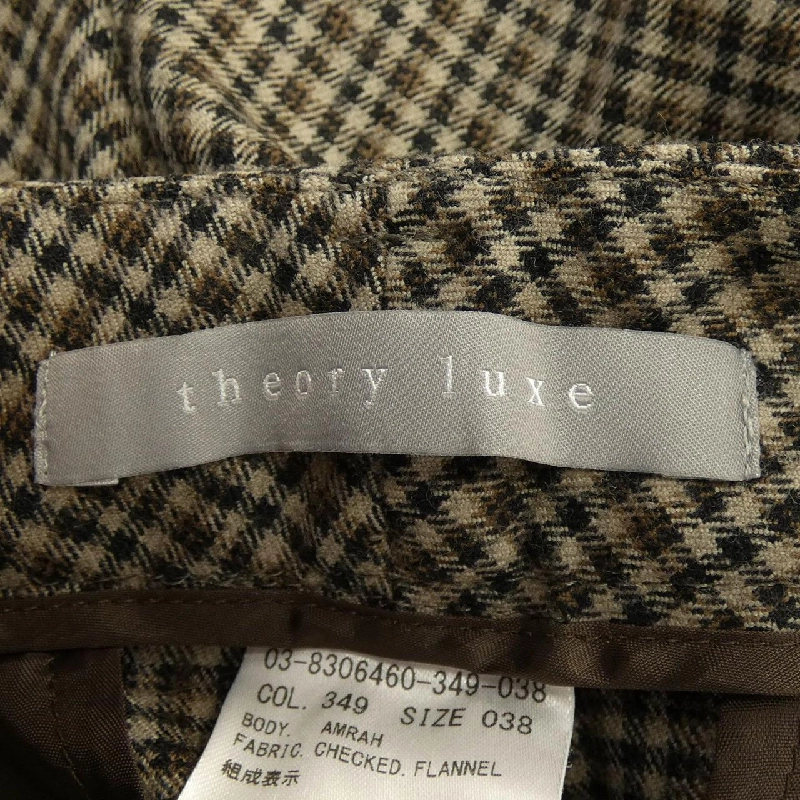 theory luxe
03-8306460-349-038
COL. 349 SIZE 038
BODY. AMRAH
FABRIC. CHECKED. FLANNEL
組成表示